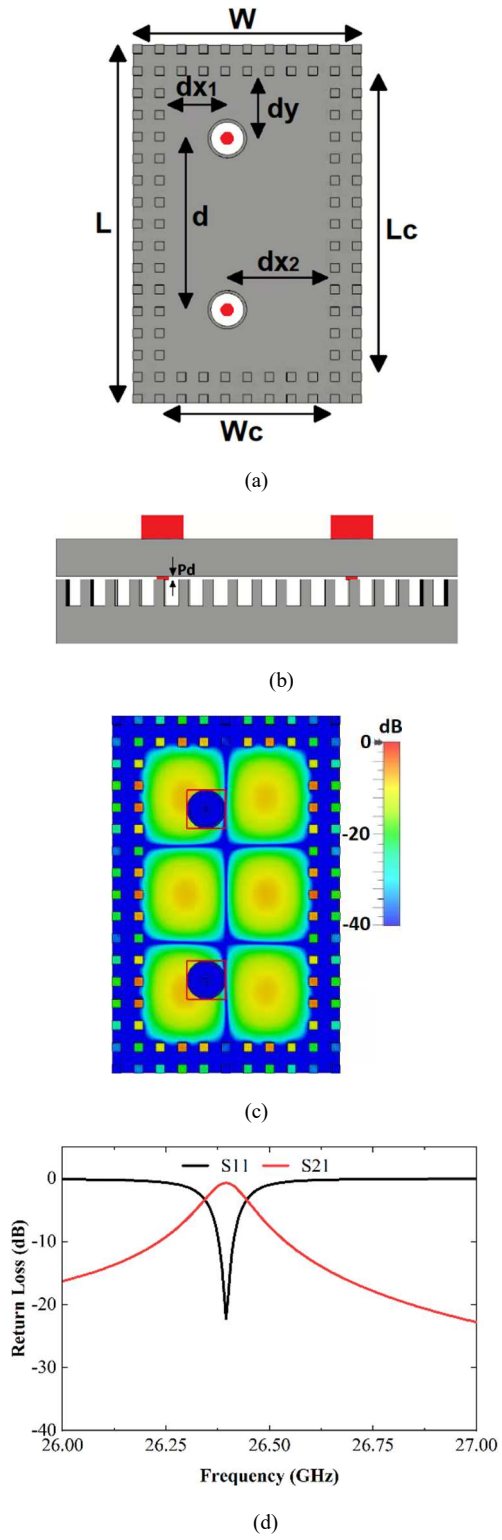 W
dx1
dy
L
d
Lc
dx2
Wc
(a)
Pd
(b)
dB
0
-20
-40
(c)
S11 S21
0
-10
-20
-30
-40
Return Loss (dB)
26.00 26.25 26.50 26.75 27.00
Frequency (GHz)
(d)